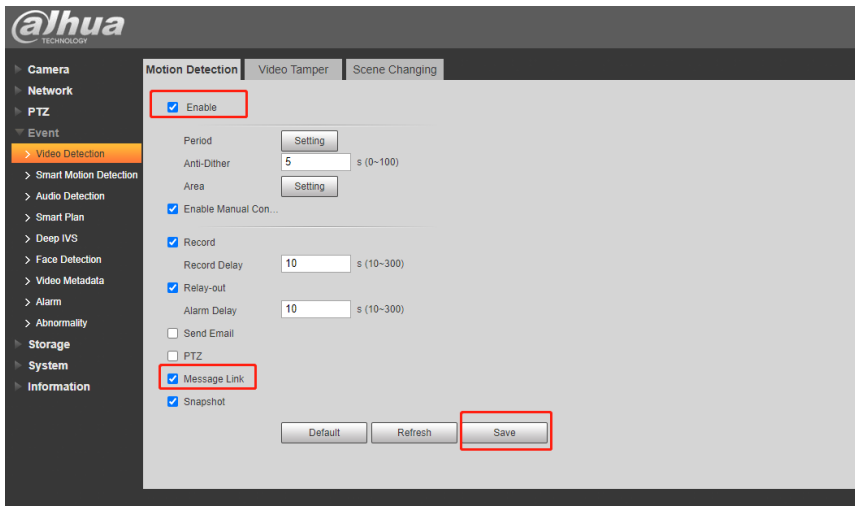 alhua
TECHNOLOGY
Camera
Network
PTZ
Event
Video Detection
Smart Motion Detection
Audio Detection
Smart Plan
Deep IVS
Face Detection
Video Metadata
Alarm
Abnormality
Storage
System
Information
Motion Detection Video Tamper Scene Changing
Enable
Period Setting
Anti-Dither 5 s (0~100)
Area Setting
Enable Manual Con...
Record
Record Delay 10 s (10~300)
Relay-out
Alarm Delay 10 s (10~300)
Send Email
PTZ
Message Link
Snapshot
Default Refresh Save